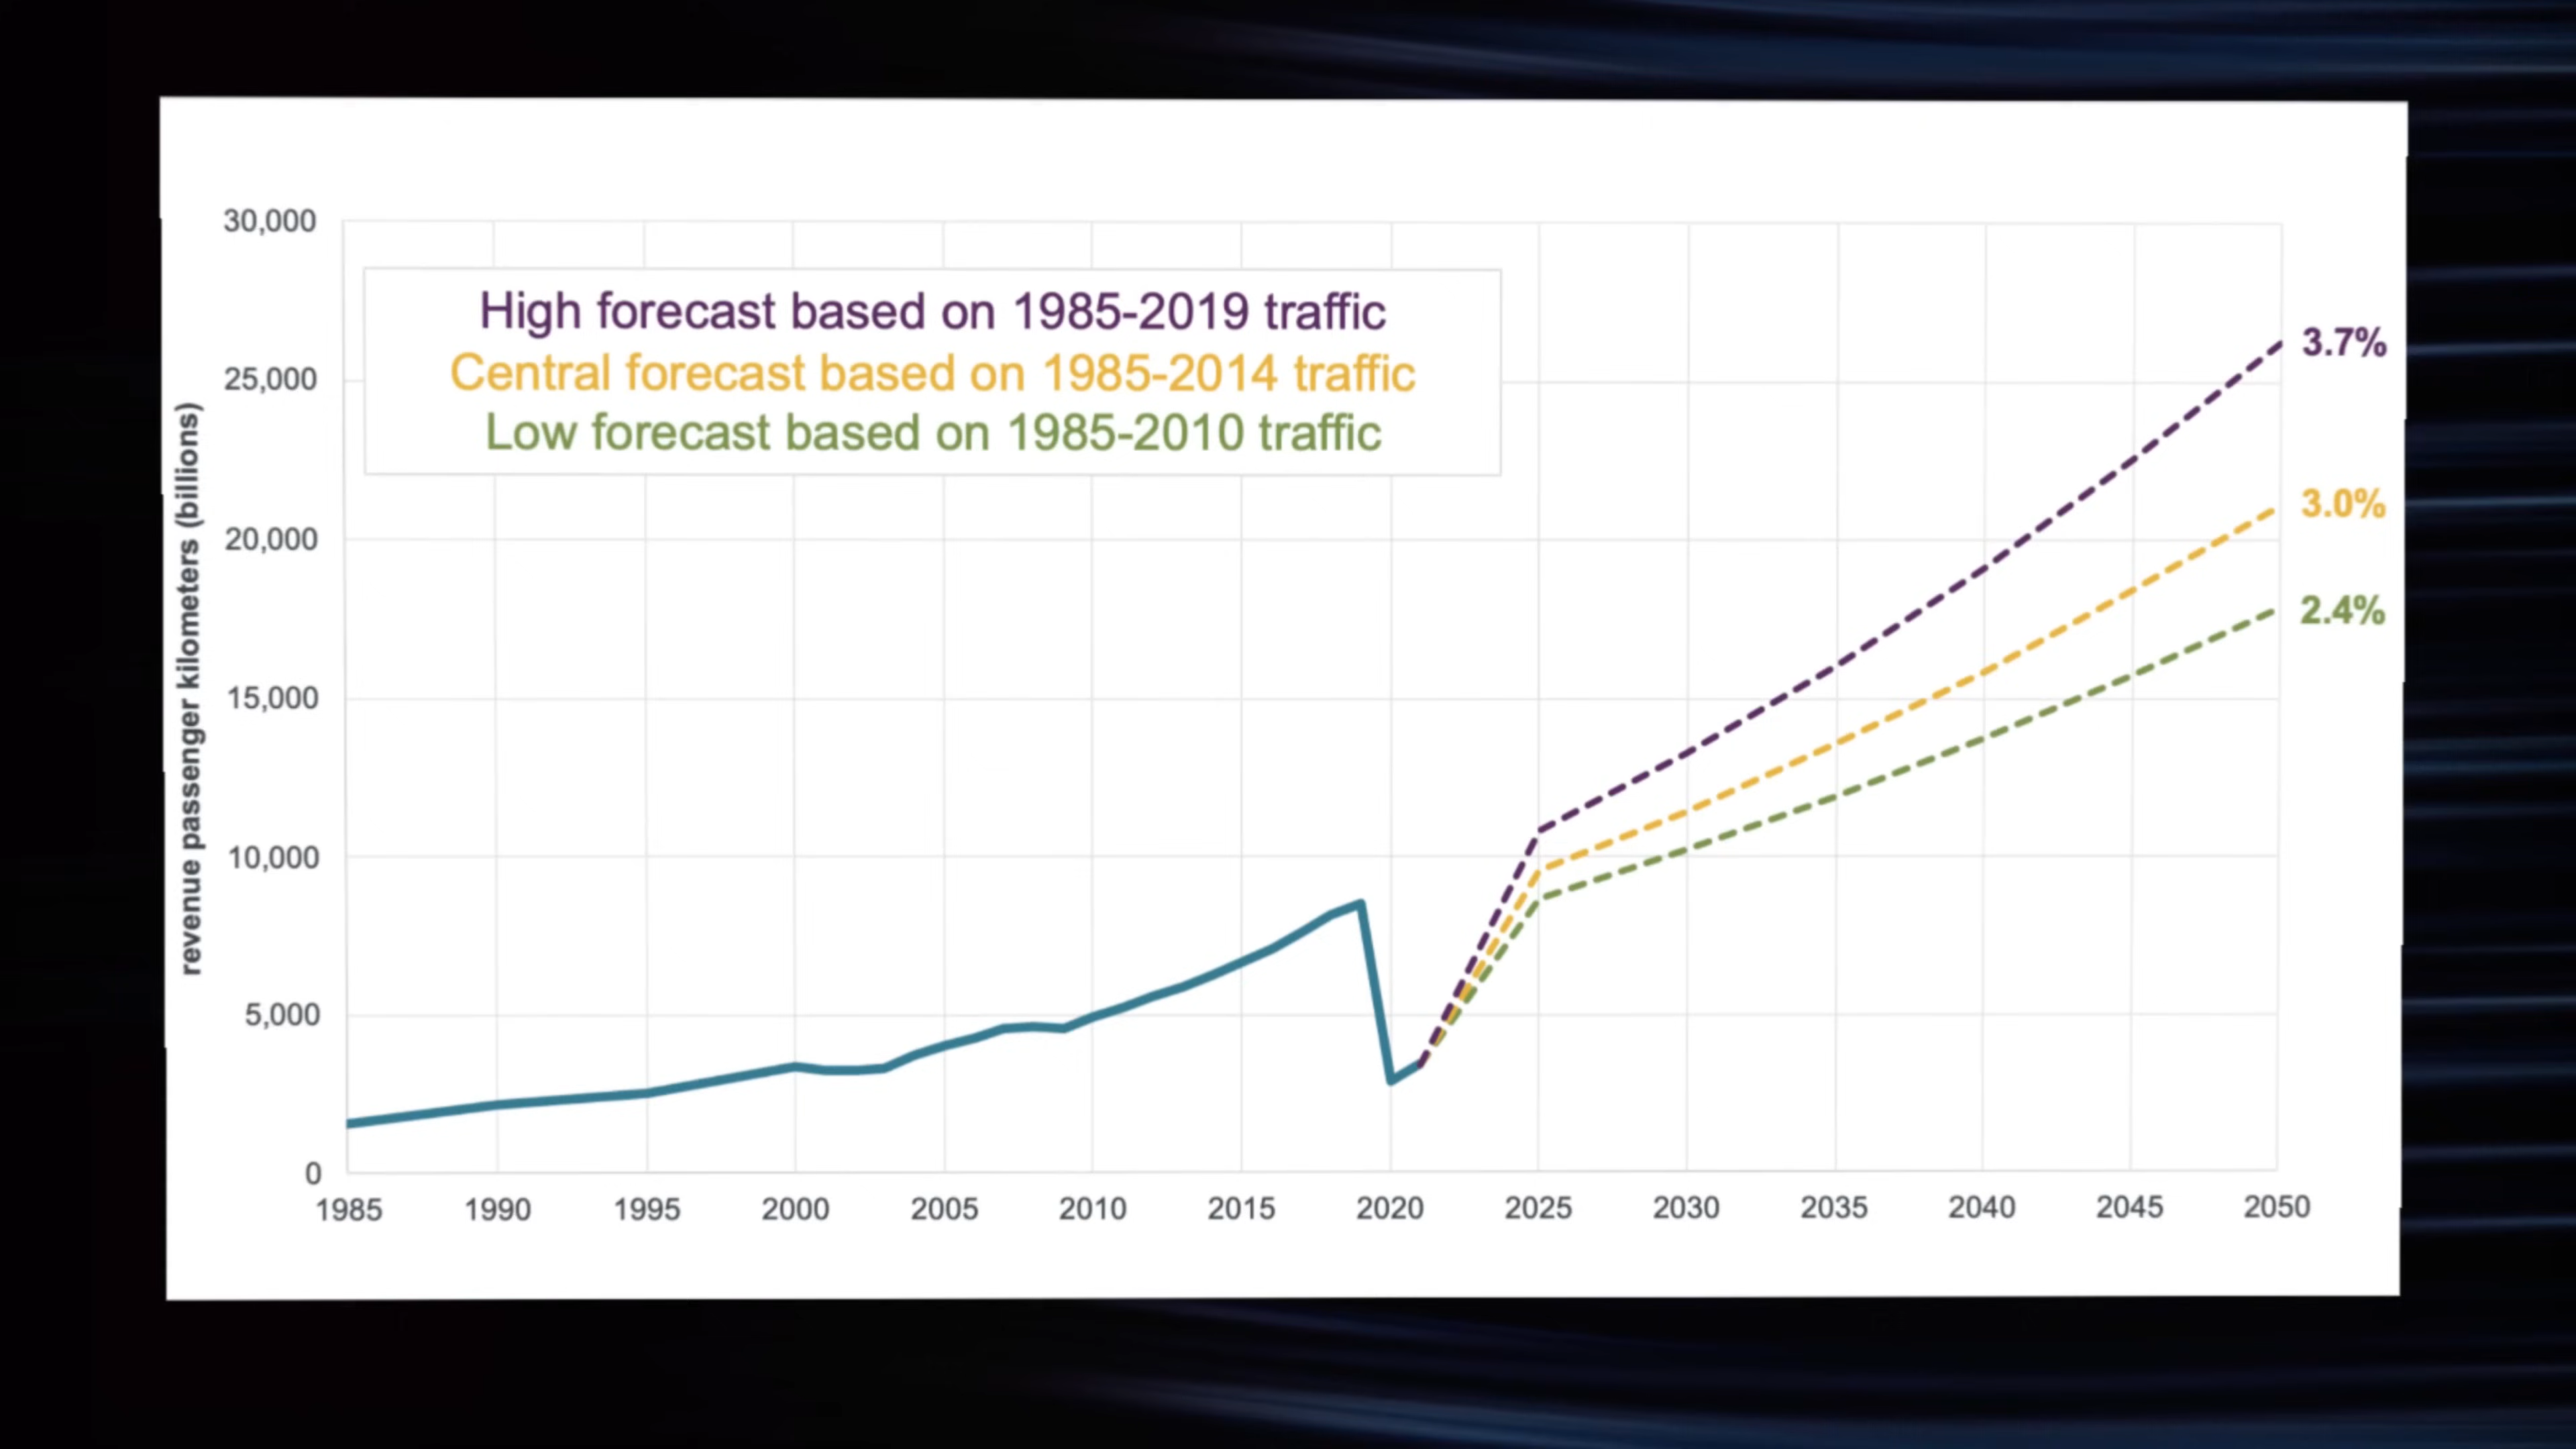 30,000
High forecast based on 1985-2019 traffic
3.7%
Central forecast based on 1985-2014 traffic
25,000
Low forecast based on 1985-2010 traffic
3.0%
20,000
2.4%
revenue passenger kilometers (billions)
15,000
10,000
5,000
0
1985 1990 1995 2000 2005 2010 2015 2020 2025 2030 2035 2040 2045 2050